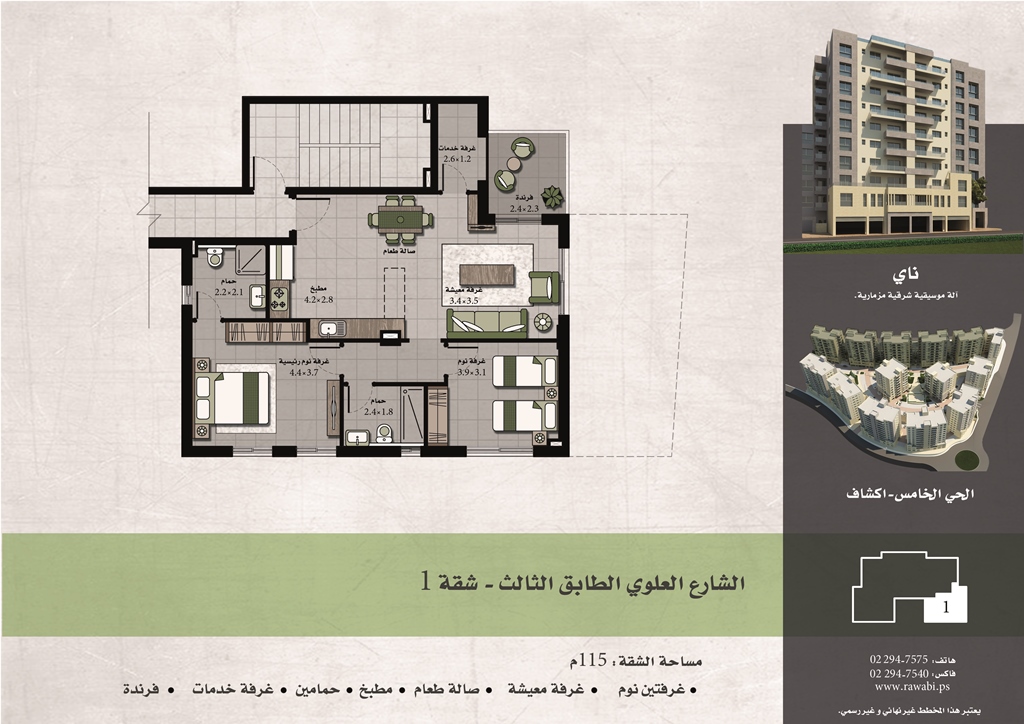 غرفة خدمات
2.6×1.2
فرندة
2.4×2.3
صالة طعام
حمام
2.2×2.1
مطبخ
4.2×2.8
غرفة معيشة
3.4×3.5
غرفة نوم رئيسية
4.4×3.7
غرفة نوم
3.9×3.1
حمام
2.4×1.8
ناي
آلة موسيقية شرقية مزمارية.
الحي الخامس - اكشاف
الشارع العلوي الطابق الثالث - شقة 1
1
مساحة الشقة: 115م
• غرفتين نوم • غرفة معيشة • صالة طعام • مطبخ • حمامين • غرفة خدمات • فرندة
هاتف: 02 294-7575
فاكس: 02 294-7540
www.rawabi.ps
يعتبر هذا المخطط غير نهائي و غير رسمي.